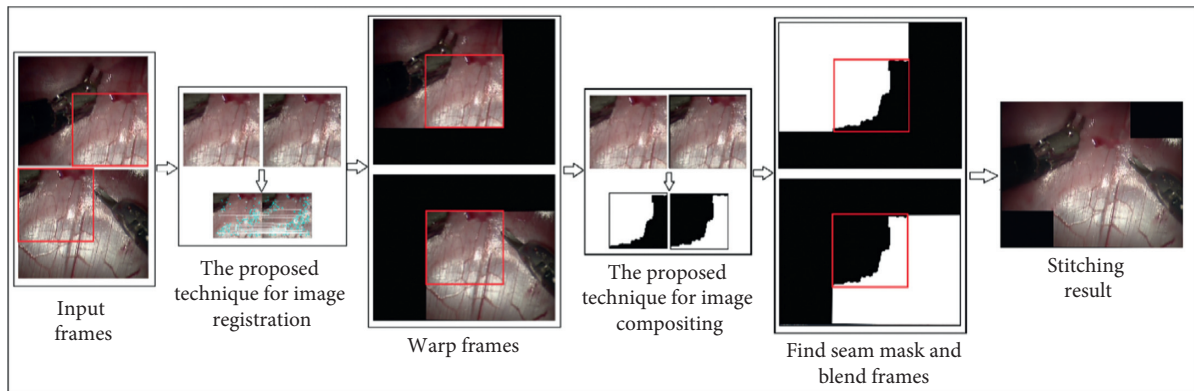 Input
frames
The proposed
technique for image
registration
Warp frames
The proposed
technique for image
compositing
Find seam mask and
blend frames
Stitching
result